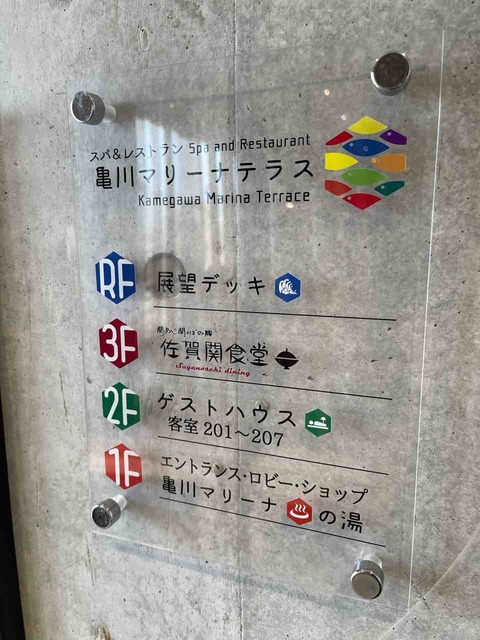 スパ&レストラン Spa and Restaurant
亀川マリーナテラス
Kamegawa Marina Terrace
RF 展望デッキ
3F
佐賀関食堂
Saganoseki dining
2F ゲストハウス
客室 201〜207
1F エントランス・ロビー・ショップ
亀川マリーナ の湯